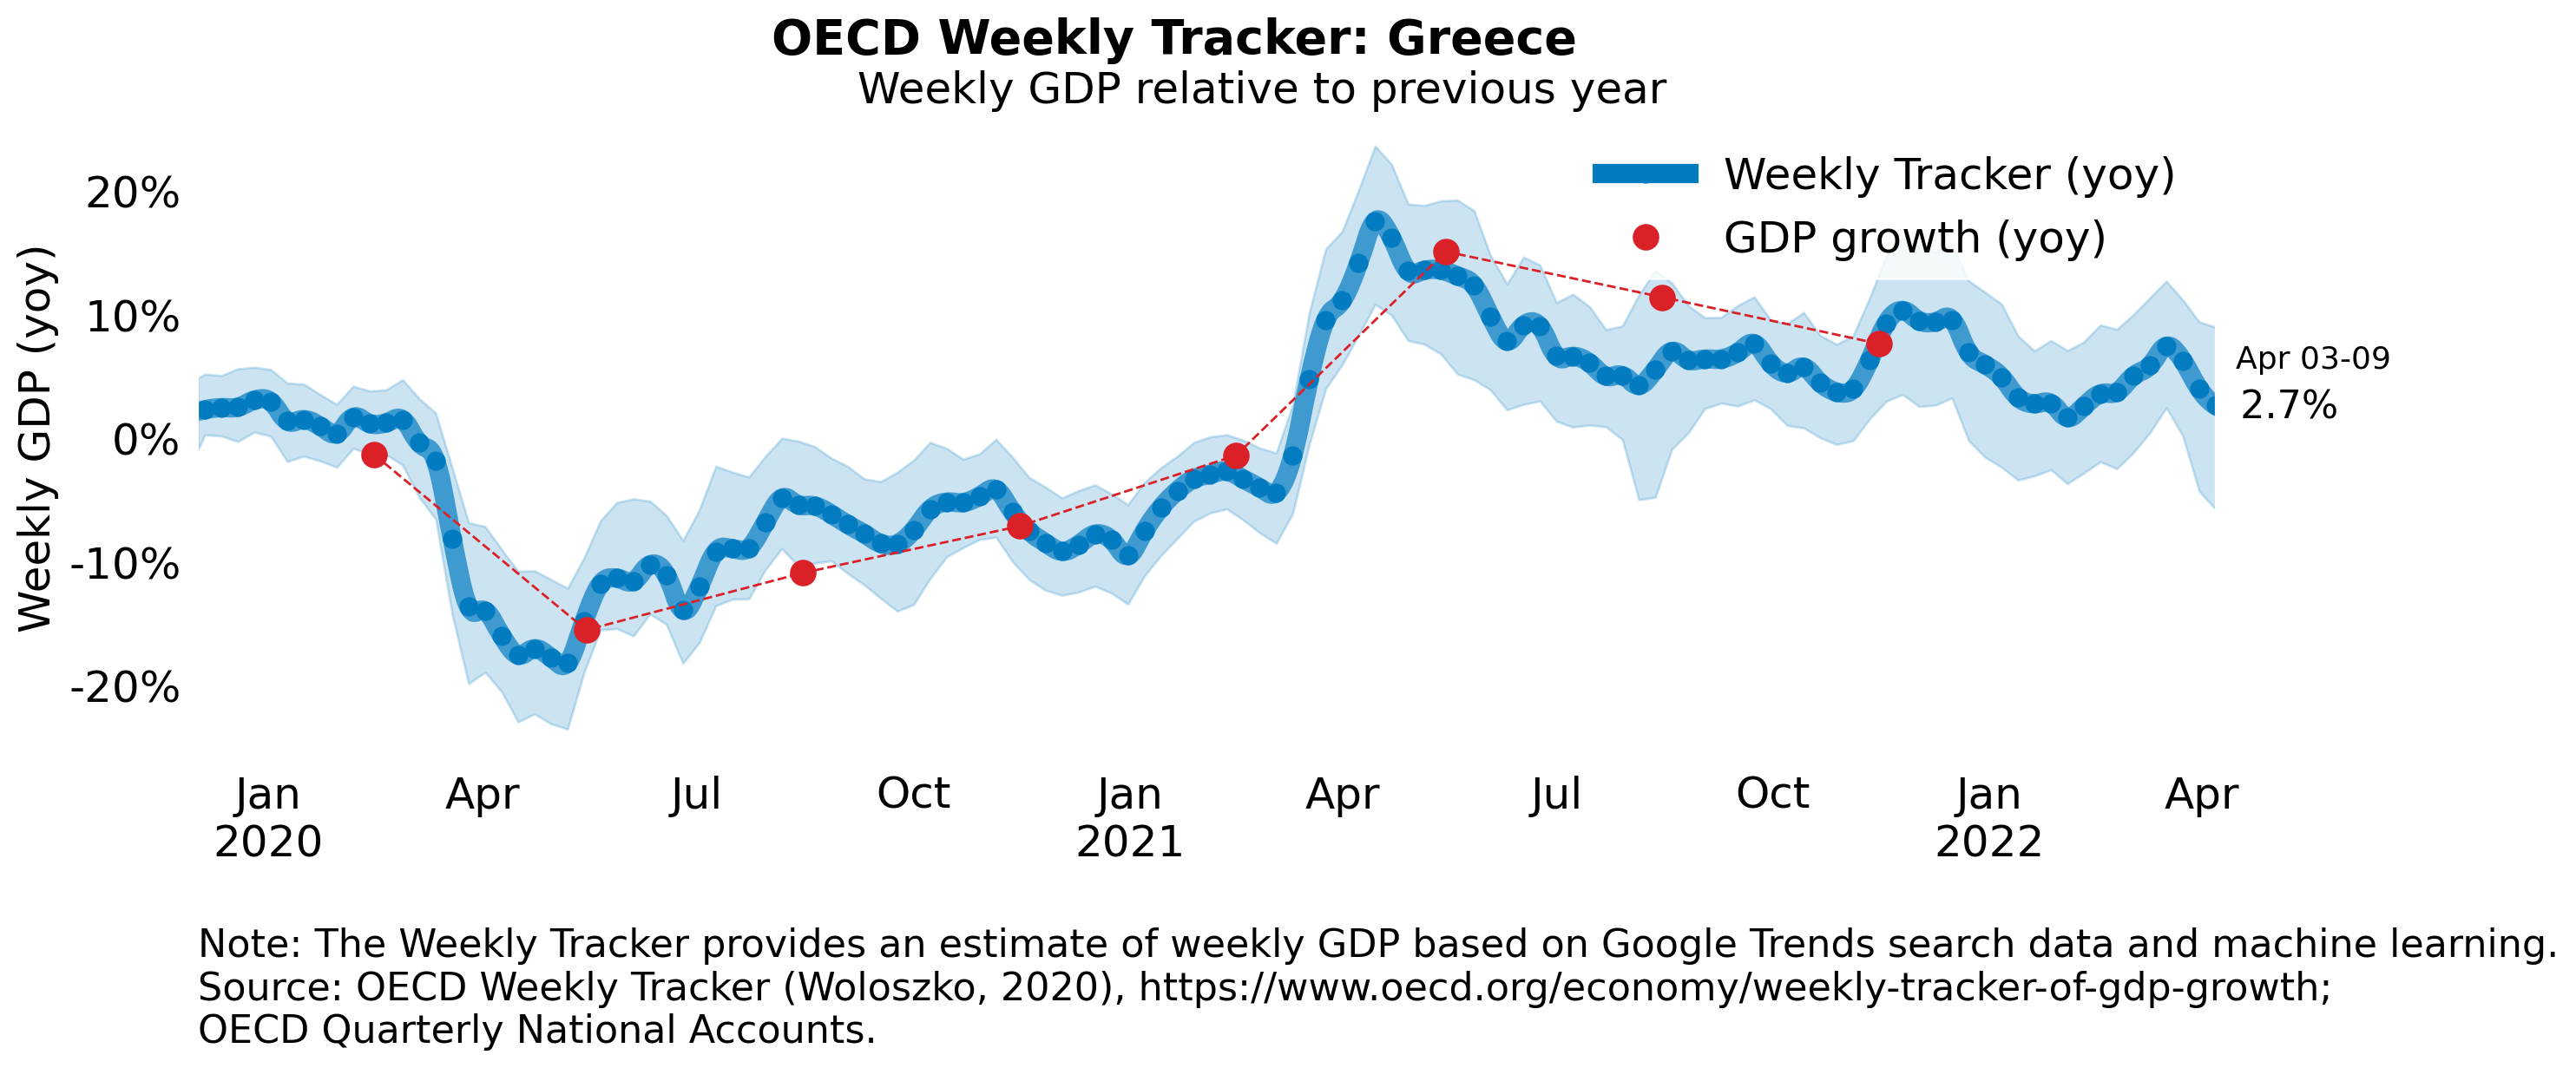 OECD Weekly Tracker: Greece
Weekly GDP relative to previous year
Weekly GDP (yoy)
20%
10%
0%
-10%
-20%
Weekly Tracker (yoy)
GDP growth (yoy)
Apr 03-09
2.7%
Jan Apr Jul Oct Jan Apr Jul Oct Jan Apr
2020 2021 2022
Note: The Weekly Tracker provides an estimate of weekly GDP based on Google Trends search data and machine learning.
Source: OECD Weekly Tracker (Woloszko, 2020), https://www.oecd.org/economy/weekly-tracker-of-gdp-growth;
OECD Quarterly National Accounts.